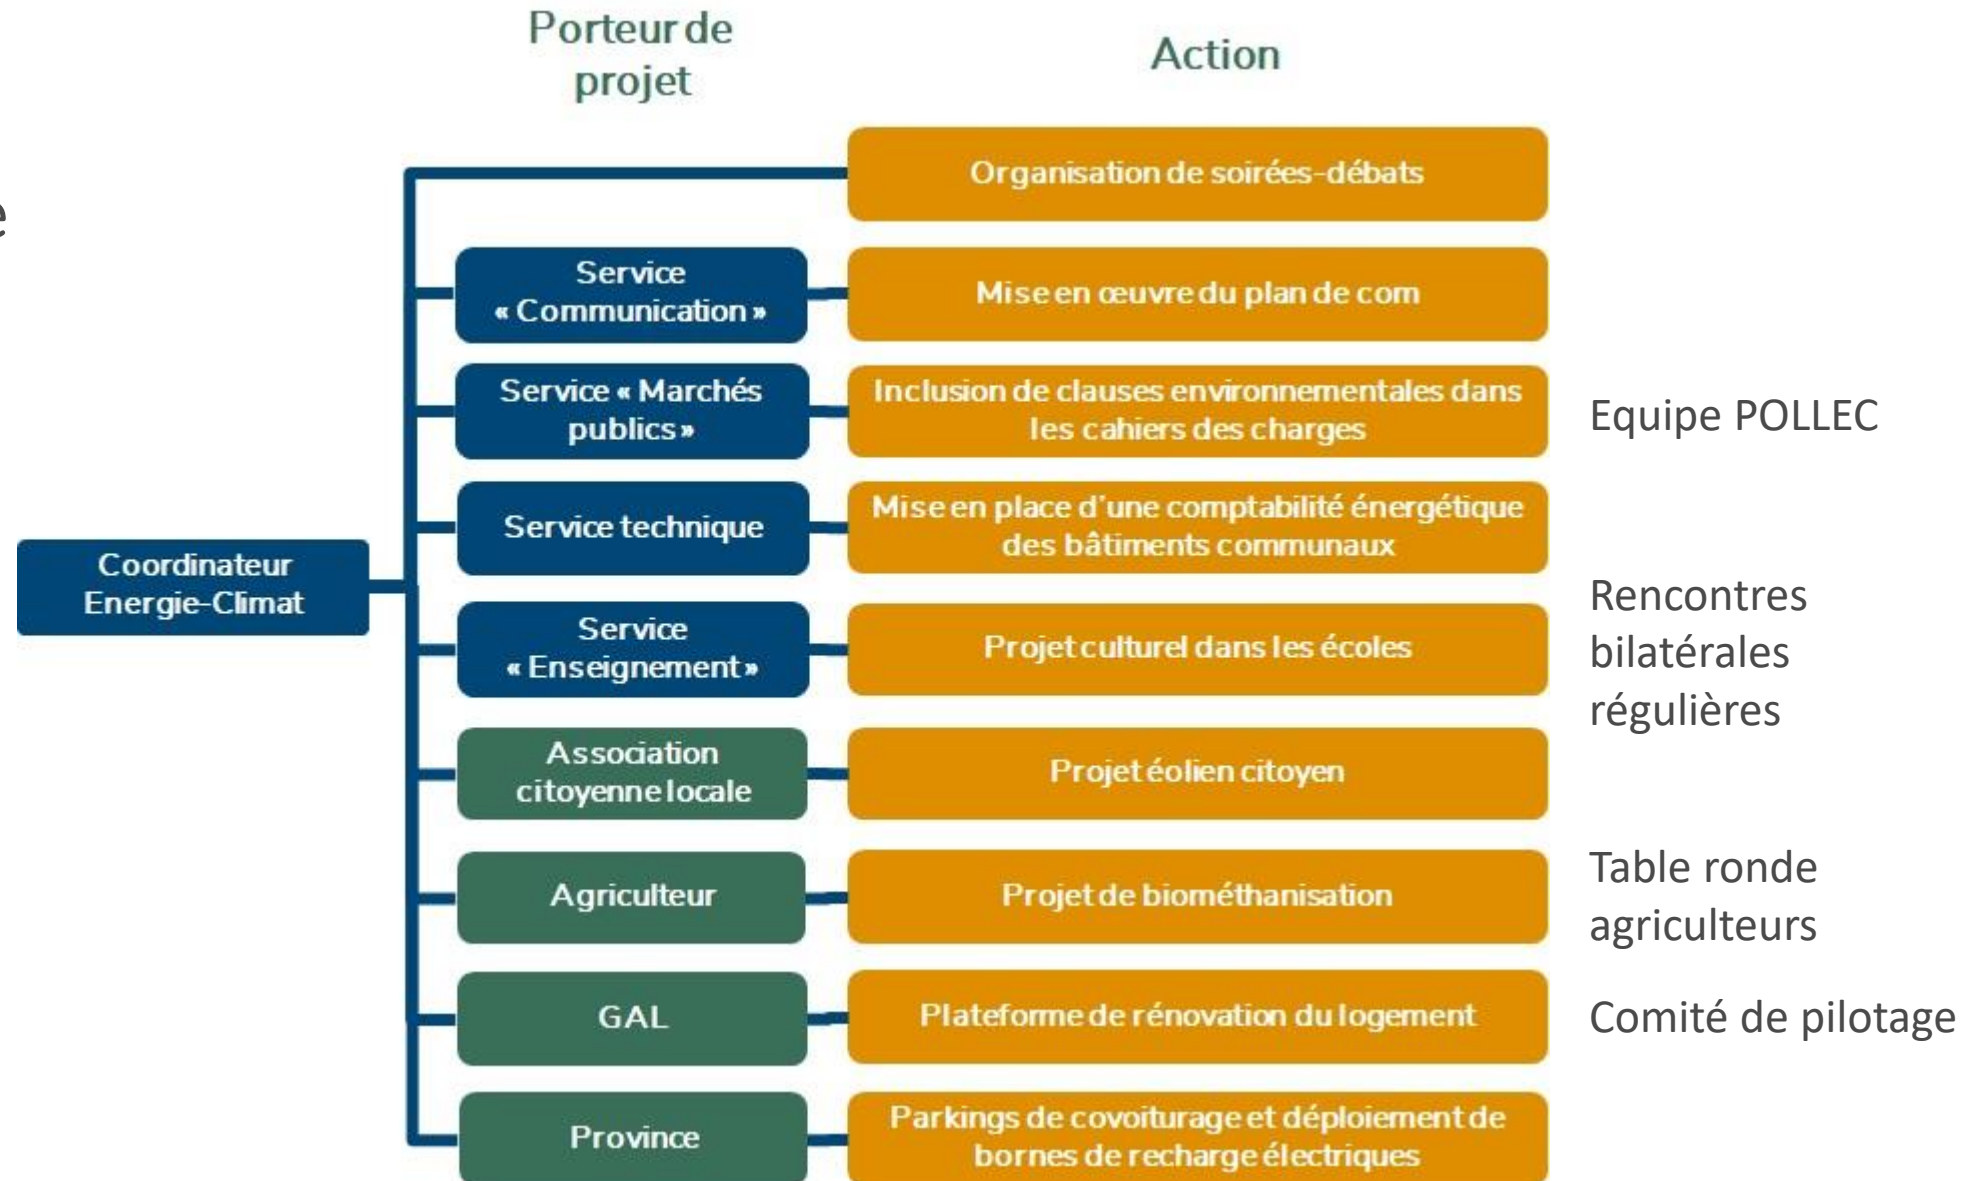 Porteur de
projet
Action
e
Organisation de soirées-débats
Service
« Communication »
Mise en œuvre du plan de com
Service « Marchés
publics »
Inclusion de clauses environnementales dans
les cahiers des charges
Equipe POLLEC
Service technique
Mise en place d'une comptabilité énergétique
des bâtiments communaux
Coordinateur
Energie-Climat
Service
« Enseignement »
Projet culturel dans les écoles
Rencontres
bilatérales
régulières
Association
citoyenne locale
Projet éolien citoyen
Agriculteur
Projet de biométhanisation
Table ronde
agriculteurs
GAL
Plateforme de rénovation du logement
Comité de pilotage
Province
Parkings de covoiturage et déploiement de
bornes de recharge électriques